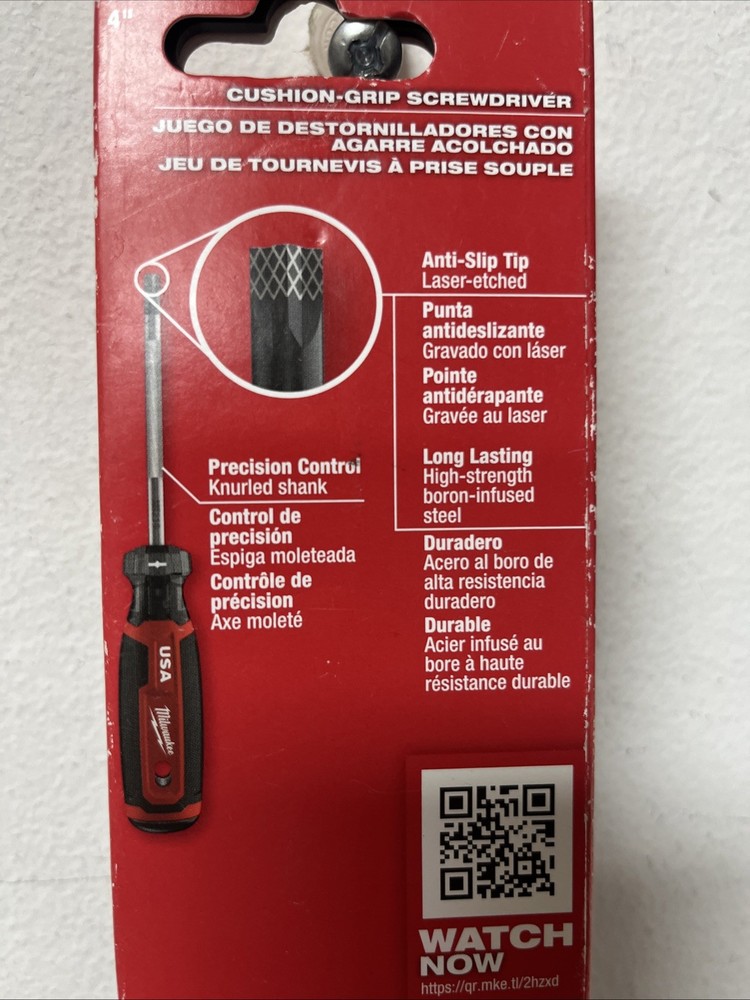 4"
CUSHION-GRIP SCREWDRIVER
JUEGO DE DESTORNILLADORES CON
AGARRE ACOLCHADO
JEU DE TOURNEVIS À PRISE SOUPLE
Anti-Slip Tip
Laser-etched
Punta
antideslizante
Gravado con láser
Pointe
antidérapante
Gravée au laser
Long Lasting
High-strength
boron-infused
steel
Duradero
Acero al boro de
alta resistencia
duradero
Durable
Acier infusé au
bore à haute
résistance durable
Precision Control
Knurled shank
Control de
precisión
Espiga moleteada
Contrôle de
précision
Axe moleté
USA
Milwaukee
WATCH
NOW
https://qr.mke.tl/2hzxd